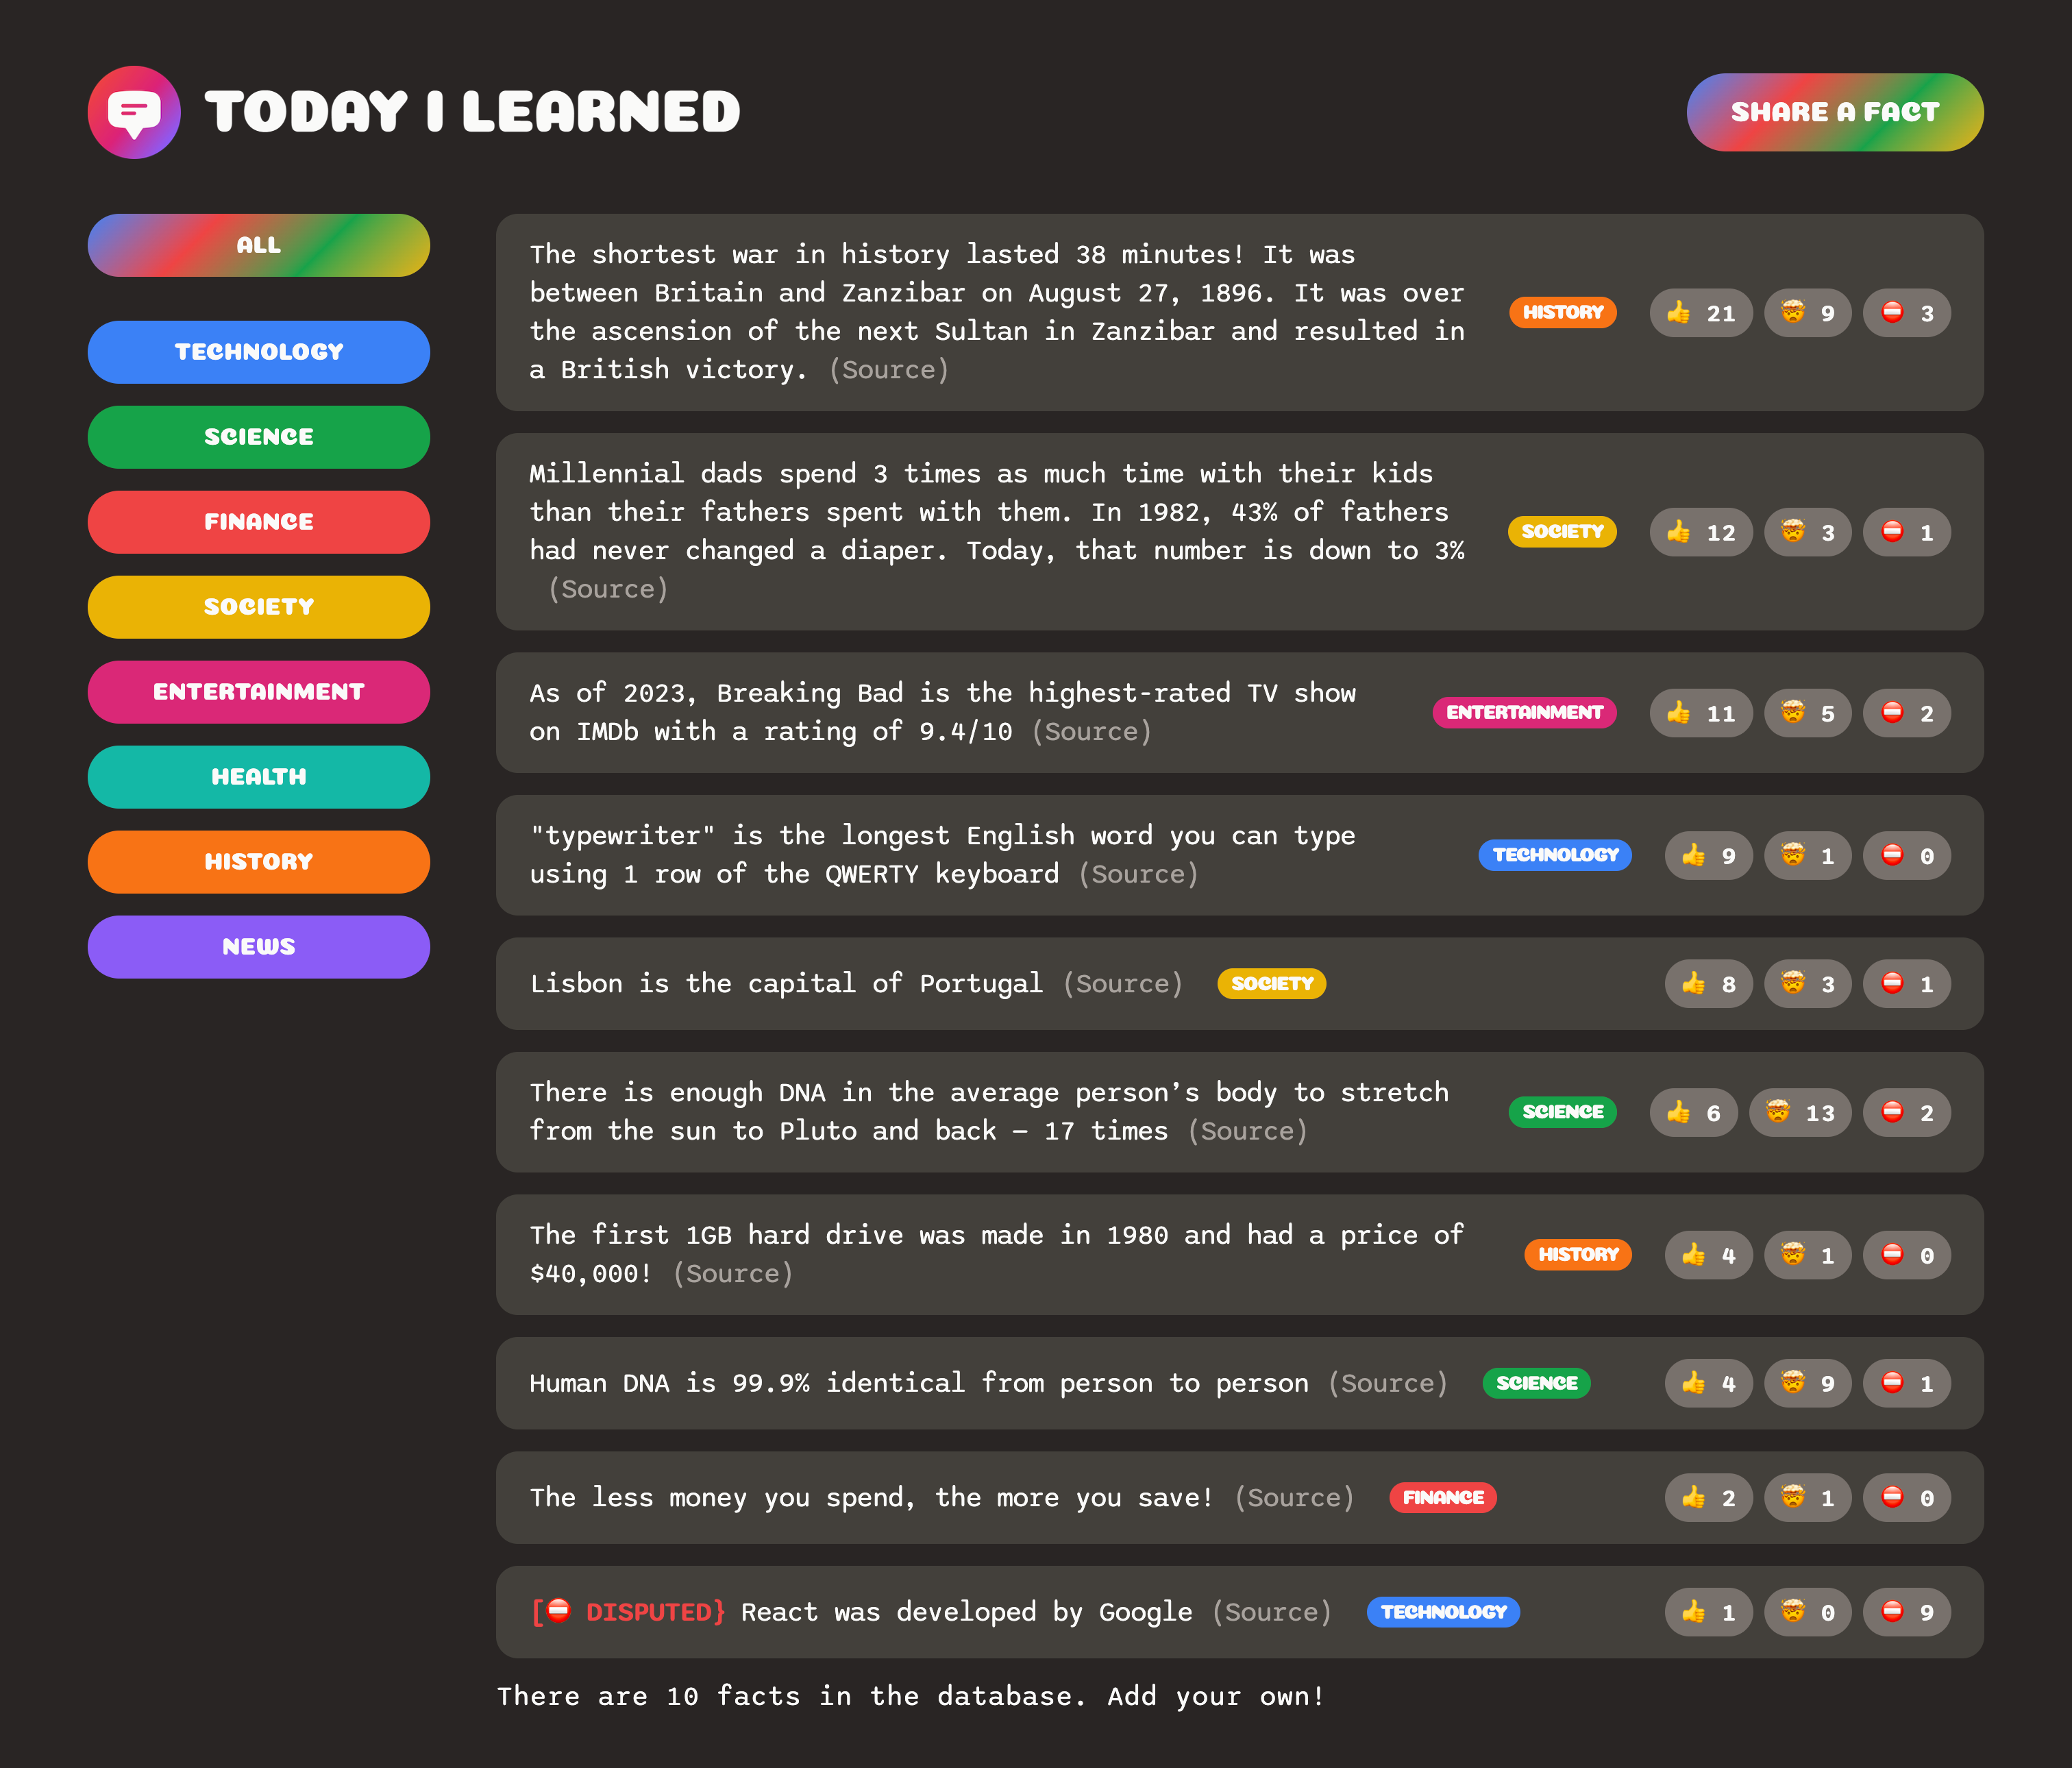 TODAY I LEARNED
SHARE A FACT
ALL
TECHNOLOGY
SCIENCE
FINANCE
SOCIETY
ENTERTAINMENT
HEALTH
HISTORY
NEWS
The shortest war in history lasted 38 minutes! It was
between Britain and Zanzibar on August 27, 1896. It was over
the ascension of the next Sultan in Zanzibar and resulted in
a British victory. (Source)
HISTORY
👍 21 🤯 9 ⛔ 3
Millennial dads spend 3 times as much time with their kids
than their fathers spent with them. In 1982, 43% of fathers
had never changed a diaper. Today, that number is down to 3%
(Source)
SOCIETY
👍 12 🤯 3 ⛔ 1
As of 2023, Breaking Bad is the highest-rated TV show
on IMDb with a rating of 9.4/10 (Source)
ENTERTAINMENT
👍 11 🤯 5 ⛔ 2
"typewriter" is the longest English word you can type
using 1 row of the QWERTY keyboard (Source)
TECHNOLOGY
👍 9 🤯 1 ⛔ 0
Lisbon is the capital of Portugal (Source)
SOCIETY
👍 8 🤯 3 ⛔ 1
There is enough DNA in the average person’s body to stretch
from the sun to Pluto and back — 17 times (Source)
SCIENCE
👍 6 🤯 13 ⛔ 2
The first 1GB hard drive was made in 1980 and had a price of
$40,000! (Source)
HISTORY
👍 4 🤯 1 ⛔ 0
Human DNA is 99.9% identical from person to person (Source)
SCIENCE
👍 4 🤯 9 ⛔ 1
The less money you spend, the more you save! (Source)
FINANCE
👍 2 🤯 1 ⛔ 0
[⛔ DISPUTED} React was developed by Google (Source)
TECHNOLOGY
👍 1 🤯 0 ⛔ 9
There are 10 facts in the database. Add your own!